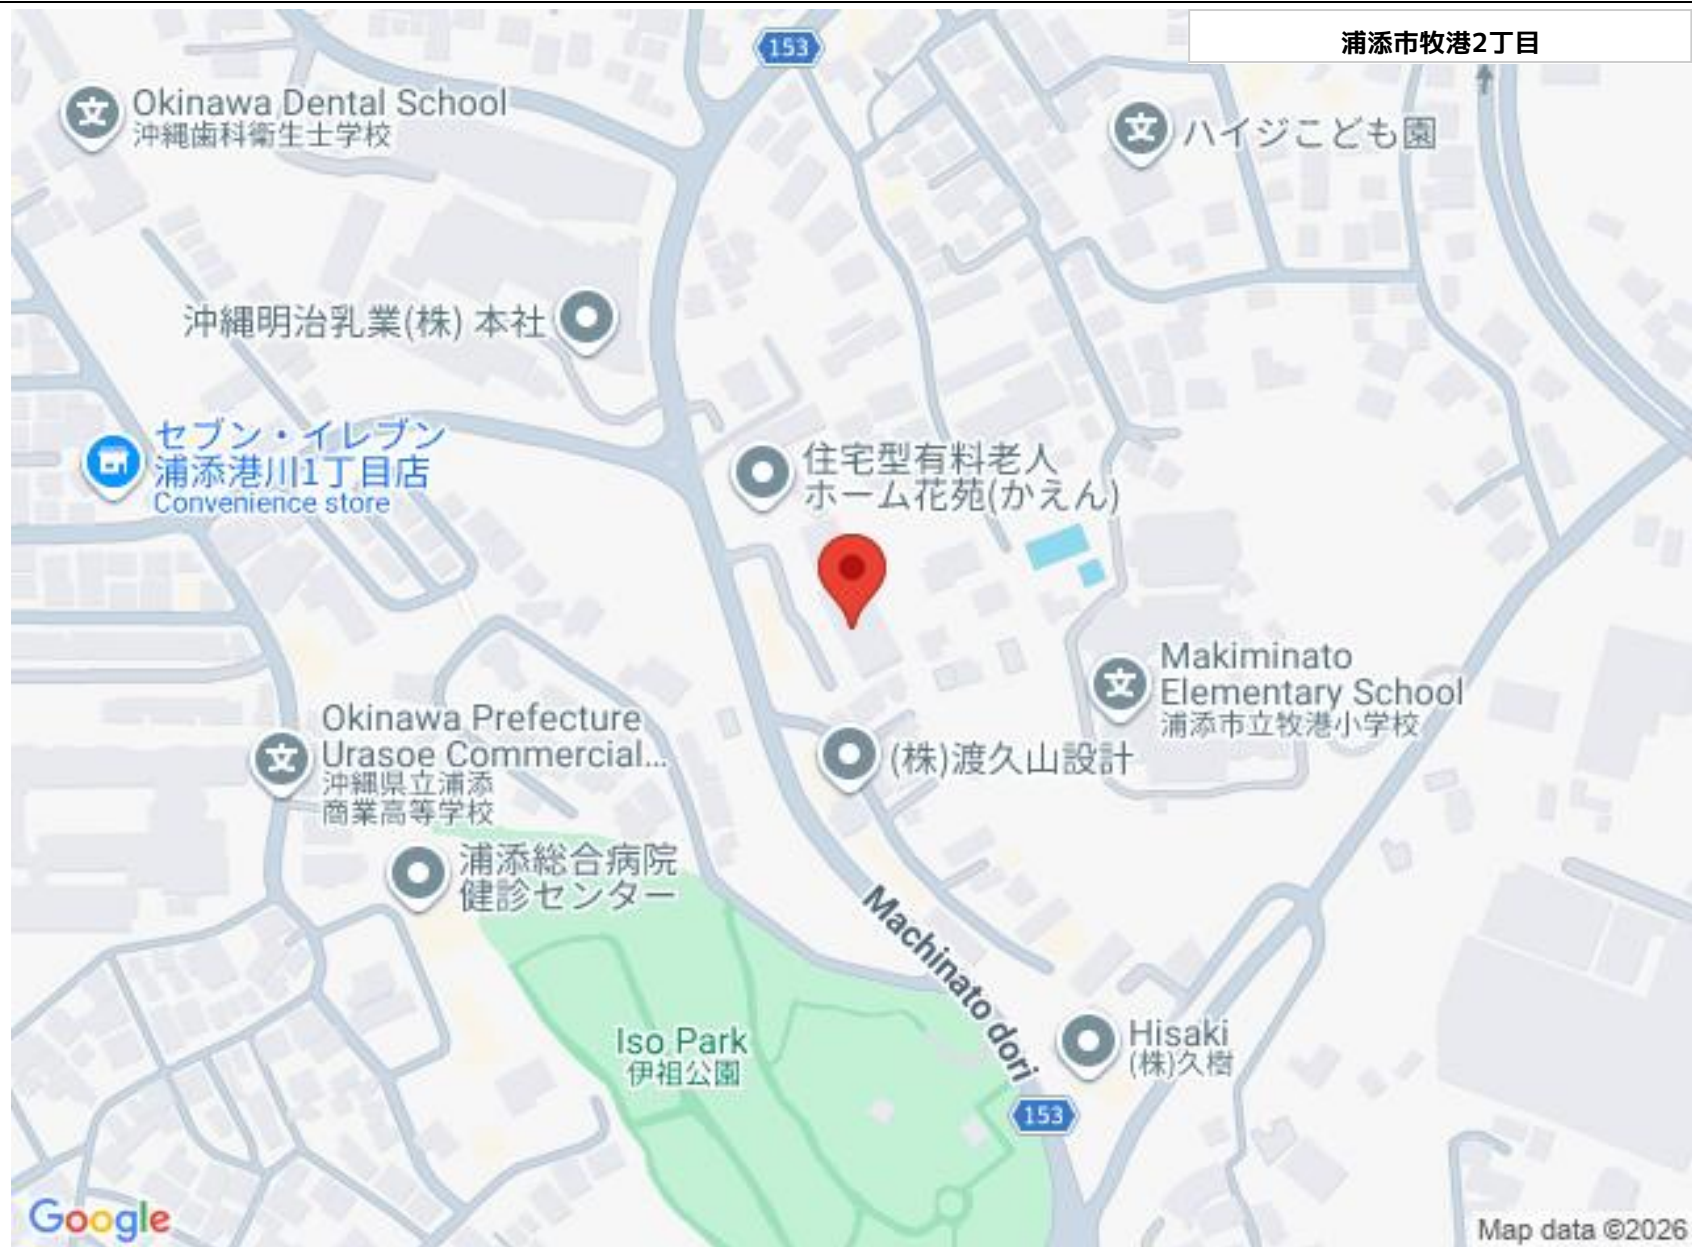 153
浦添市牧港2丁目
Okinawa Dental School
沖縄歯科衛生士学校
ハイジこども園
沖縄明治乳業(株) 本社
セブン・イレブン
浦添港川1丁目店
Convenience store
住宅型有料老人
ホーム花苑(かえん)
Makiminato
Elementary School
浦添市立牧港小学校
Okinawa Prefecture
Urasoe Commercial...
沖縄県立浦添
商業高等学校
(株)渡久山設計
浦添総合病院
健診センター
Machinato dori
Iso Park
伊祖公園
Hisaki
(株)久樹
153
Google
Map data ©2026